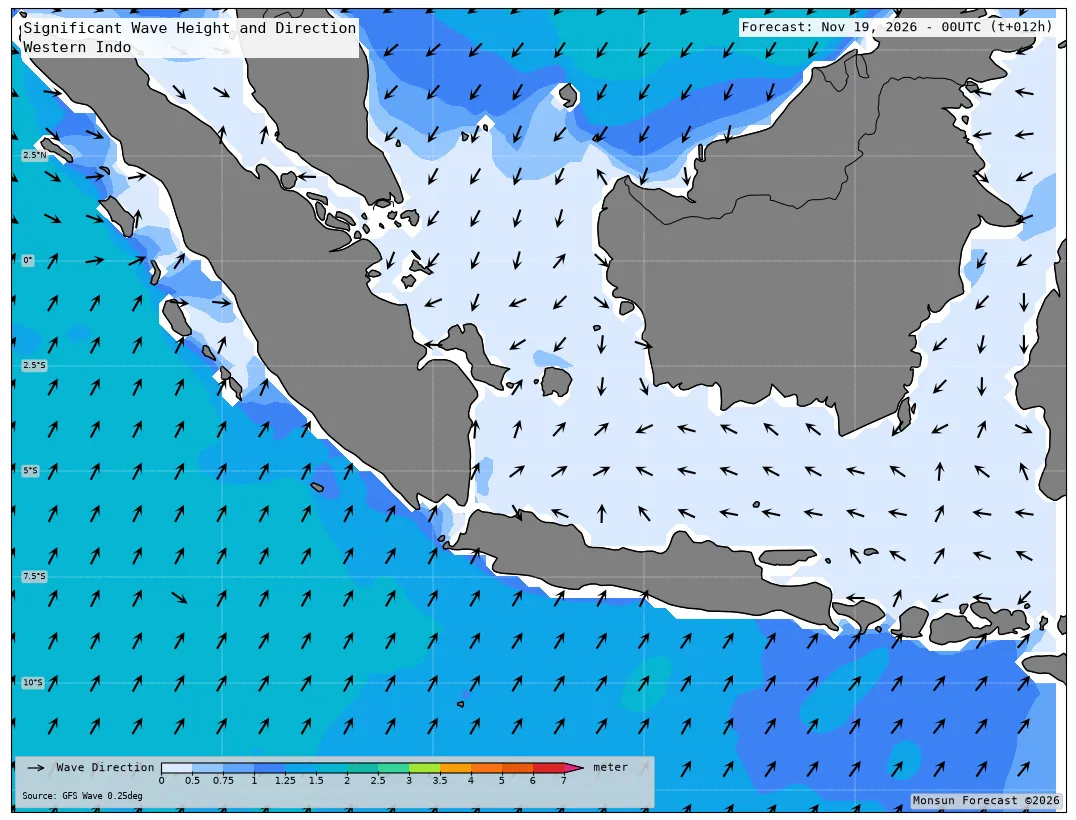 Significant Wave Height and Direction
Western Indo
Forecast: Nov 19, 2026 - 00UTC (t+012h)
2.5°N
0°
2.5°S
5°S
7.5°S
10°S
Wave Direction
0 0.5 0.75 1 1.25 1.5 2 2.5 3 3.5 4 5 6 7
meter
Source: GFS Wave 0.25deg
Monsun Forecast ©2026